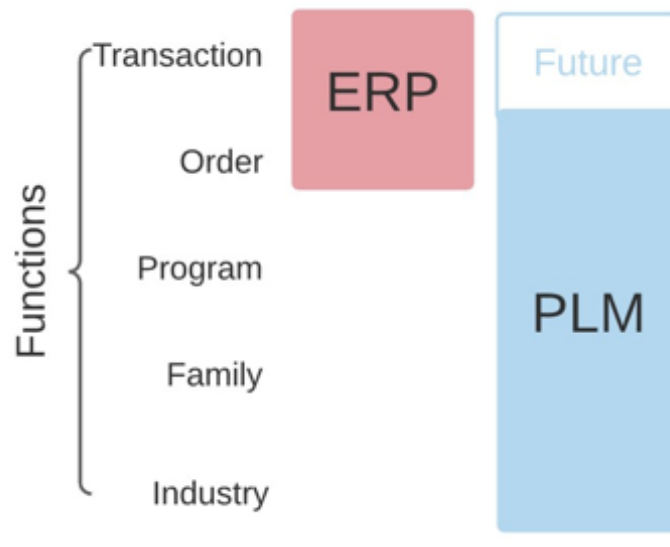 Functions
Transaction
Order
Program
Family
Industry
ERP
Future
PLM